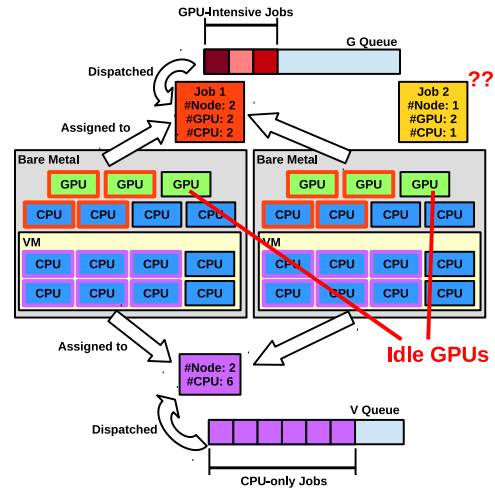 GPU-Intensive Jobs
G Queue
Dispatched
Job 1
#Node: 2
#GPU: 2
#CPU: 2
Job 2
#Node: 1
#GPU: 2
#CPU: 1
??
Assigned to
Bare Metal
GPU GPU GPU
CPU CPU CPU CPU
VM
CPU CPU CPU CPU
CPU CPU CPU CPU
Bare Metal
GPU GPU GPU
CPU CPU CPU CPU
VM
CPU CPU CPU CPU
CPU CPU CPU CPU
Idle GPUs
Assigned to
#Node: 2
#CPU: 6
V Queue
Dispatched
CPU-only Jobs